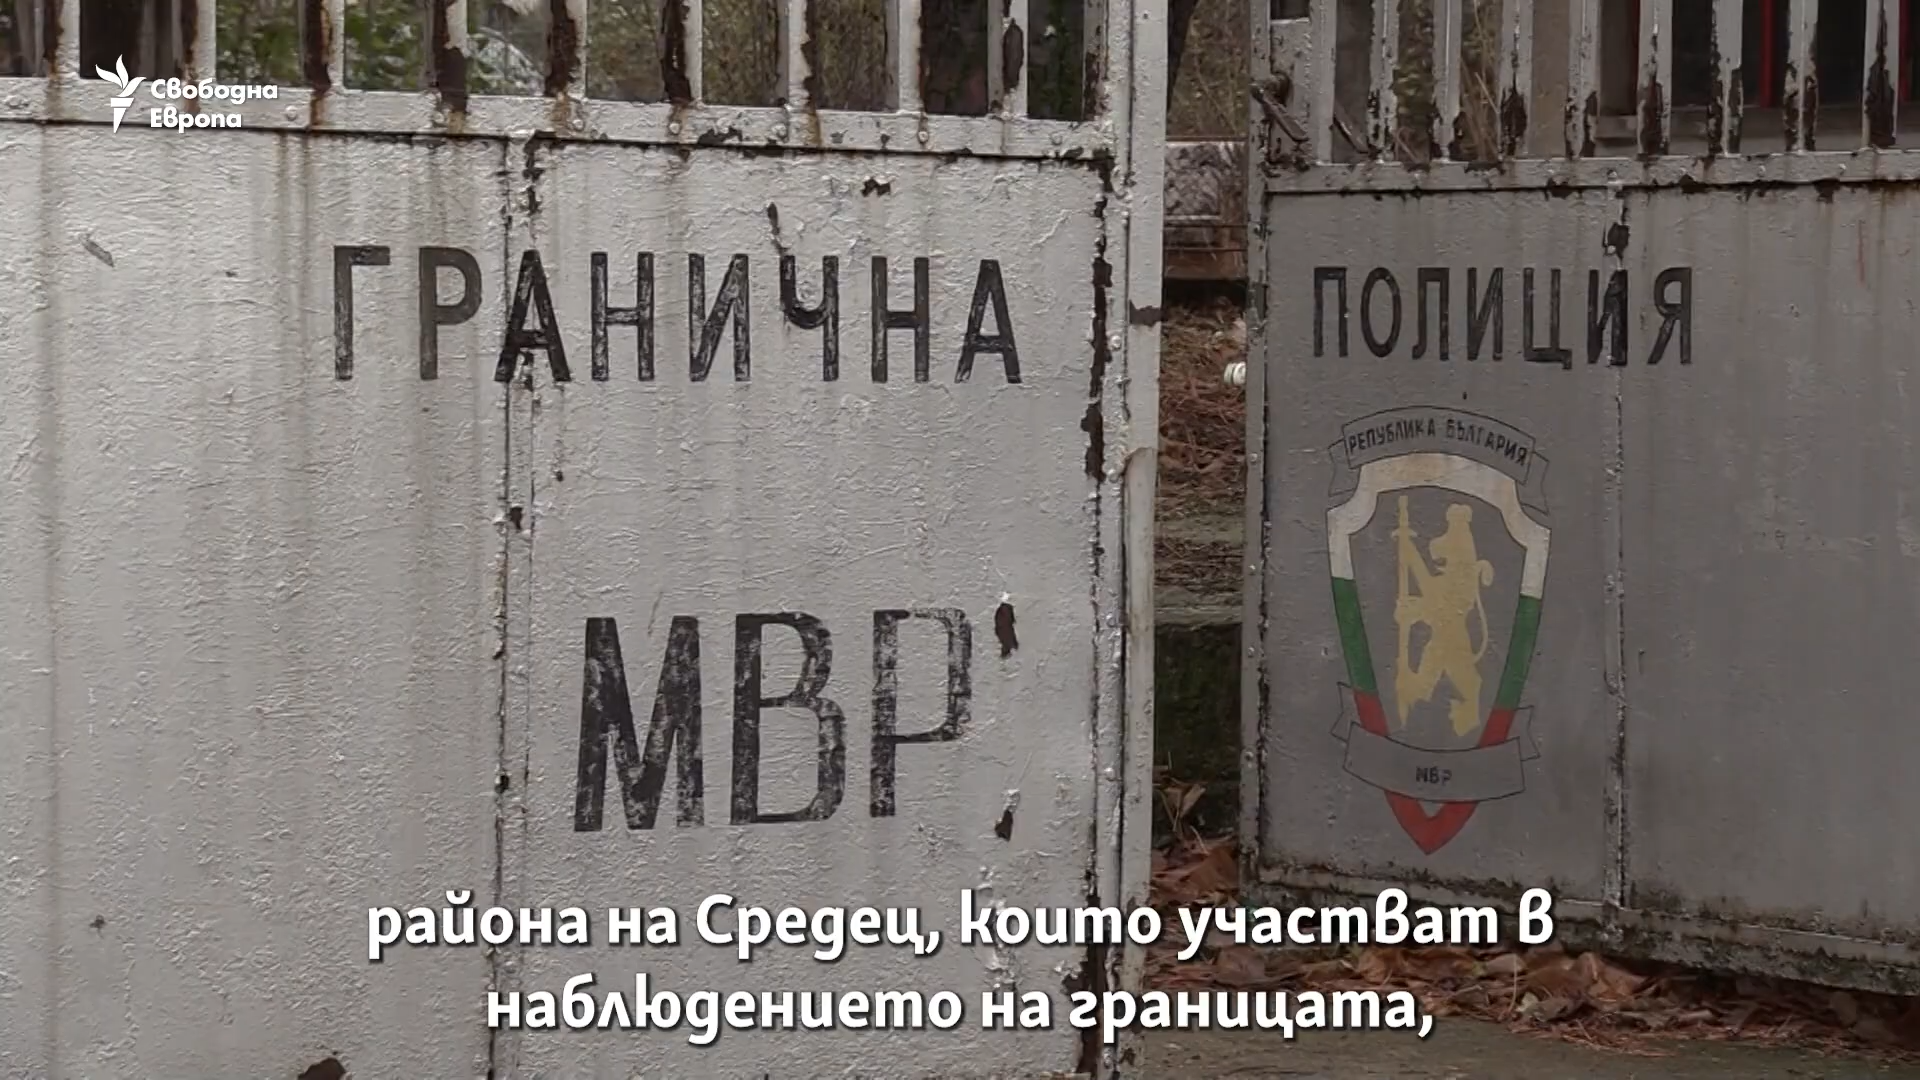 Свободна
Европа
ГРАНИЧНА
ПОЛИЦИЯ
РЕПУБЛИКА БЪЛГАРИЯ
МВР
МВР
района на Средец, които участват в
наблюдението на границата,